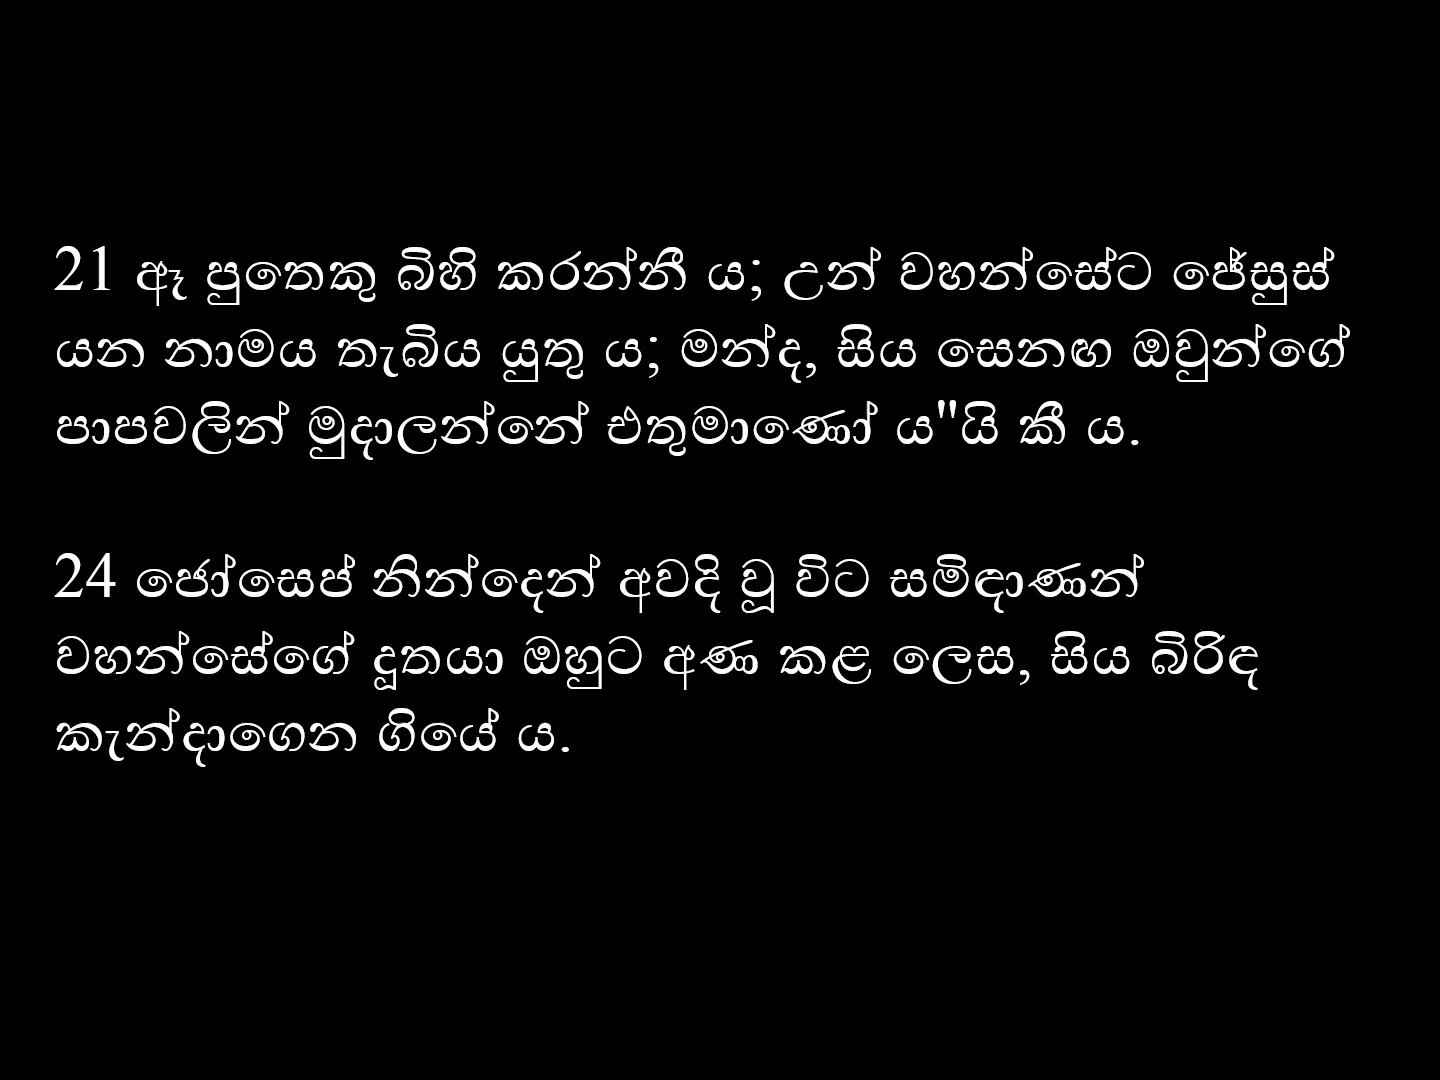 21 ඈ පුතෙකු බිහි කරන්නී ය; උන් වහන්සේට ජේසුස්
යන නාමය තැබිය යුතු ය; මන්ද, සිය සෙනඟ ඔවුන්ගේ
පාපවලින් මුදාලන්නේ එතුමාණෝ ය"යි කී ය.
24 ජෝසෙප් නින්දෙන් අවදි වූ විට සමිඳාණන්
වහන්සේගේ දූතයා ඔහුට අණ කළ ලෙස, සිය බිරිඳ
කැන්දාගෙන ගියේ ය.